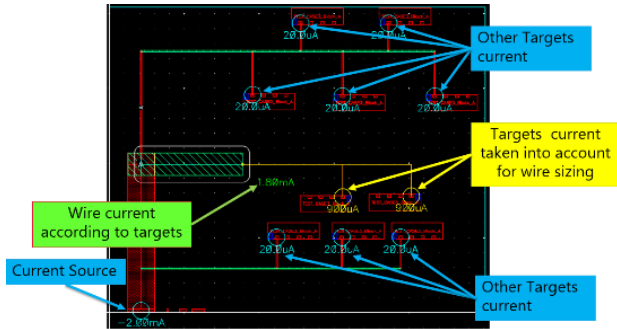 20.0uA
20.0uA
Other Targets
current
20.0uA
20.0uA
20.0uA
Targets current
taken into account
for wire sizing
1.80mA
900uA
900uA
Wire current
according to targets
20.0uA
20.0uA
20.0uA
Current Source
Other Targets
current
-2.00mA